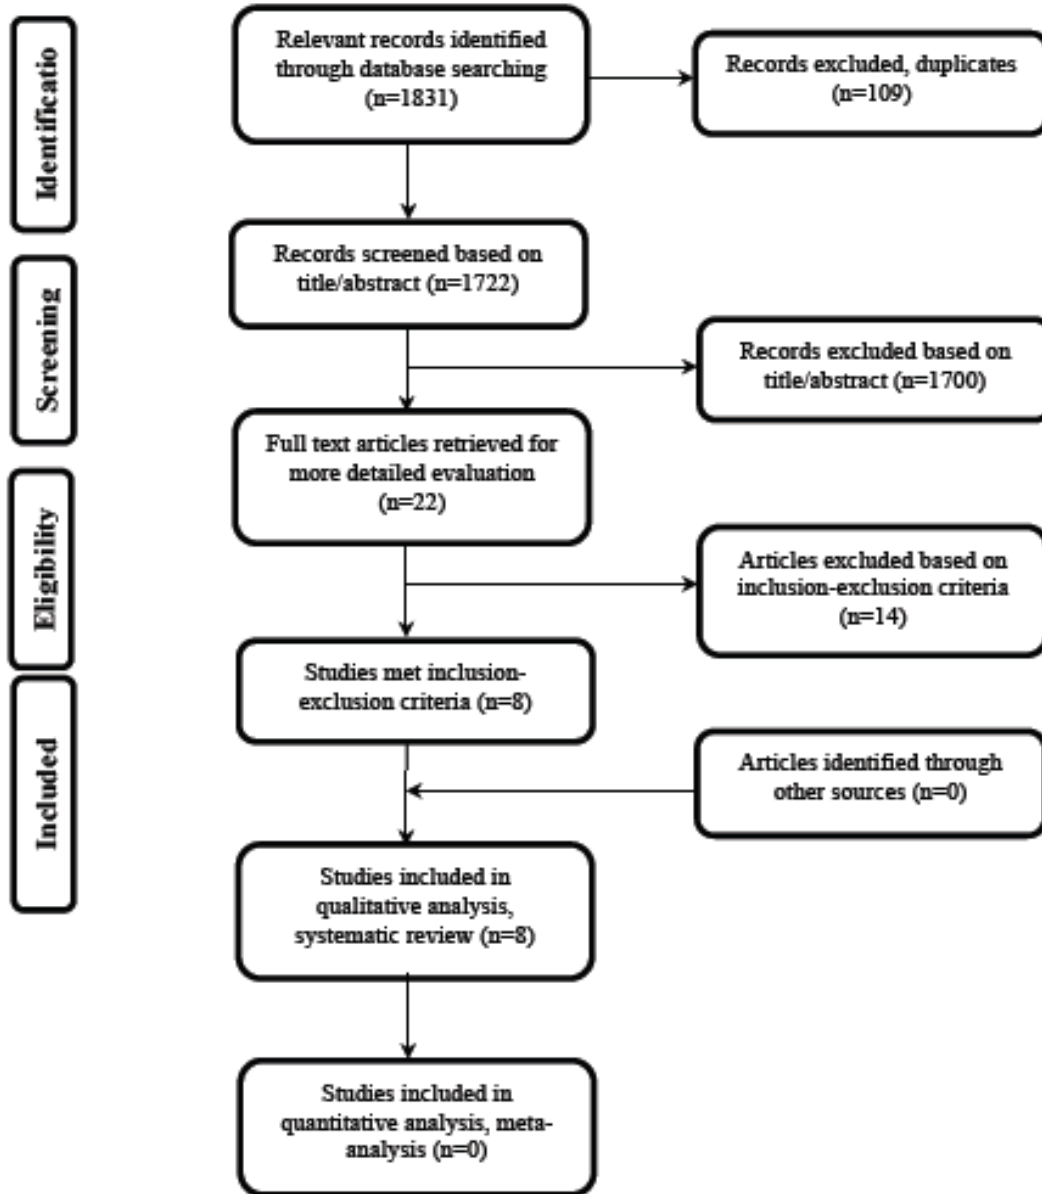 Identificatio
Relevant records identified
through database searching
(n=1831)
Records excluded, duplicates
(n=109)
Screening
Records screened based on
title/abstract (n=1722)
Records excluded based on
title/abstract (n=1700)
Full text articles retrieved for
more detailed evaluation
(n=22)
Eligibility
Articles excluded based on
inclusion-exclusion criteria
(n=14)
Studies met inclusion-
exclusion criteria (n=8)
Included
Articles identified through
other sources (n=0)
Studies included in
qualitative analysis,
systematic review (n=8)
Studies included in
quantitative analysis, meta-
analysis (n=0)